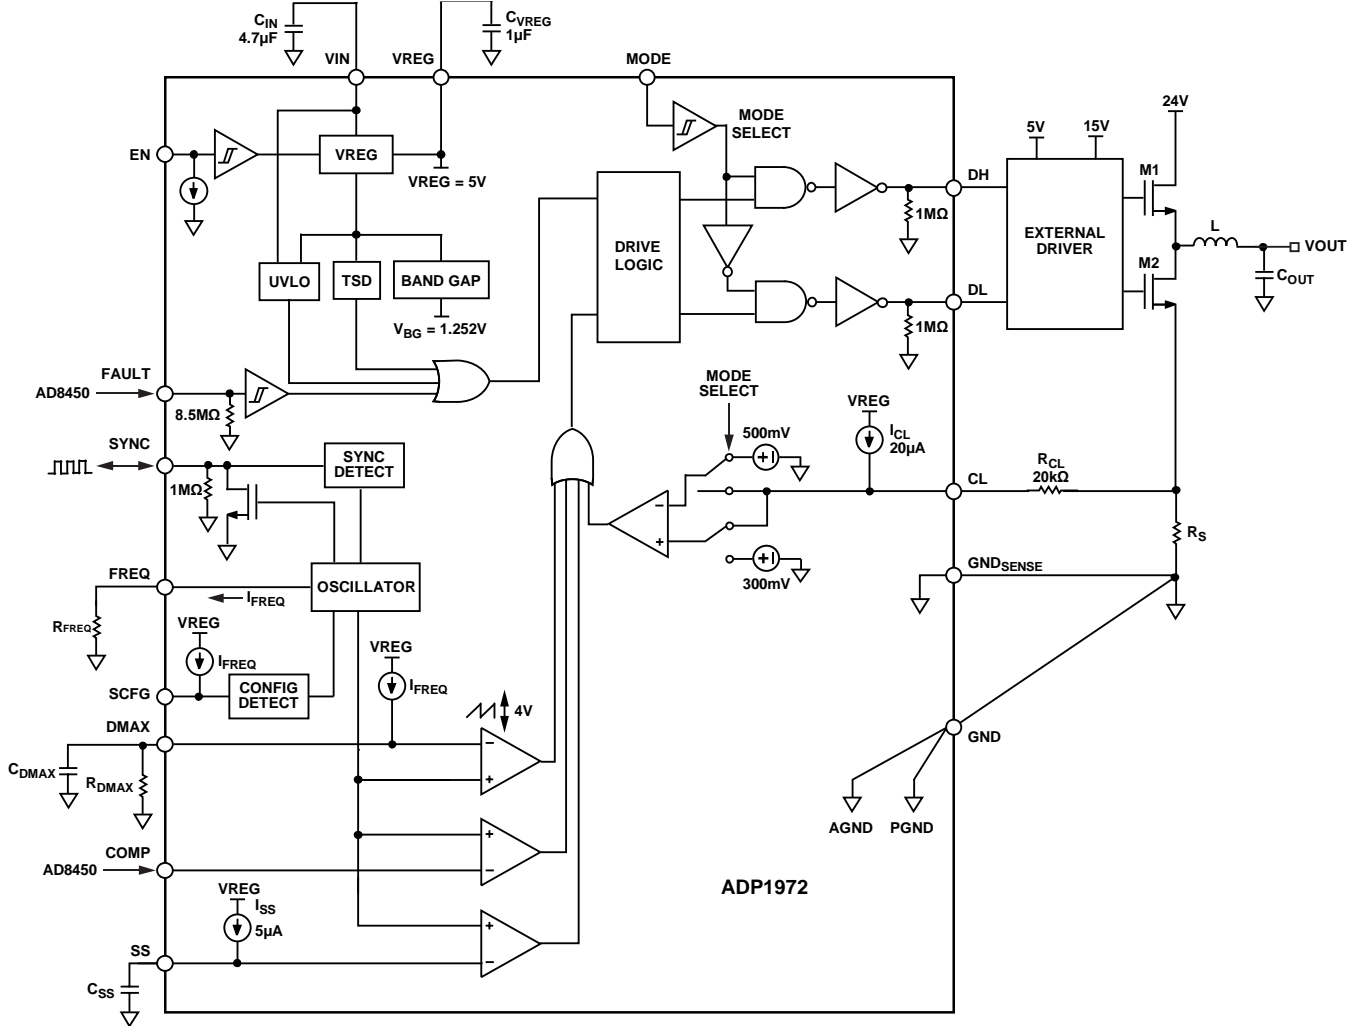 CIN
4.7µF
CVREG
1µF
VIN
VREG
MODE
24V
MODE
SELECT
5V
15V
EN
VREG
VREG = 5V
DH
M1
1MΩ
DRIVE
LOGIC
EXTERNAL
DRIVER
L
VOUT
UVLO
TSD
BAND GAP
M2
COUT
DL
VBG = 1.252V
1MΩ
FAULT
AD8450
8.5MΩ
MODE
SELECT
VREG
ICL
20µA
500mV
SYNC
SYNC
DETECT
1MΩ
CL
RCL
20kΩ
RS
FREQ
OSCILLATOR
IFREQ
GNDSENSE
300mV
RFREQ
VREG
IFREQ
VREG
IFREQ
SCFG
CONFIG
DETECT
4V
DMAX
GND
CDMAX
RDMAX
AGND
PGND
COMP
AD8450
VREG
ISS
5µA
ADP1972
SS
CSS